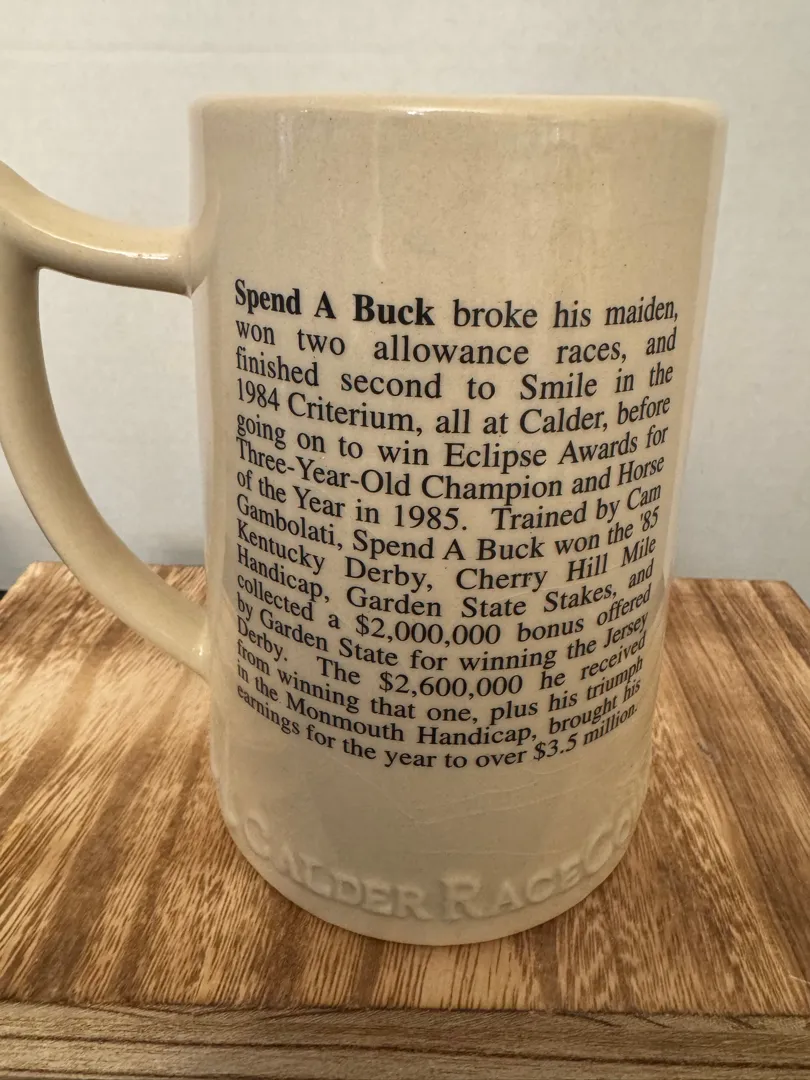 Spend A Buck broke his maiden,
won two allowance races, and
finished second to Smile in the
1984 Criterium, all at Calder, before
going on to win Eclipse Awards for
Three-Year-Old Champion and Horse
of the Year in 1985. Trained by Cam
Gambolati, Spend A Buck won the '85
Kentucky Derby, Cherry Hill Mile
Handicap, Garden State Stakes, and
collected a $2,000,000 bonus offered
by Garden State for winning the Jersey
Derby. The $2,600,000 he received
from winning that one, plus his triumph
in the Monmouth Handicap, brought his
earnings for the year to over $3.5 million.
CALDER RACE